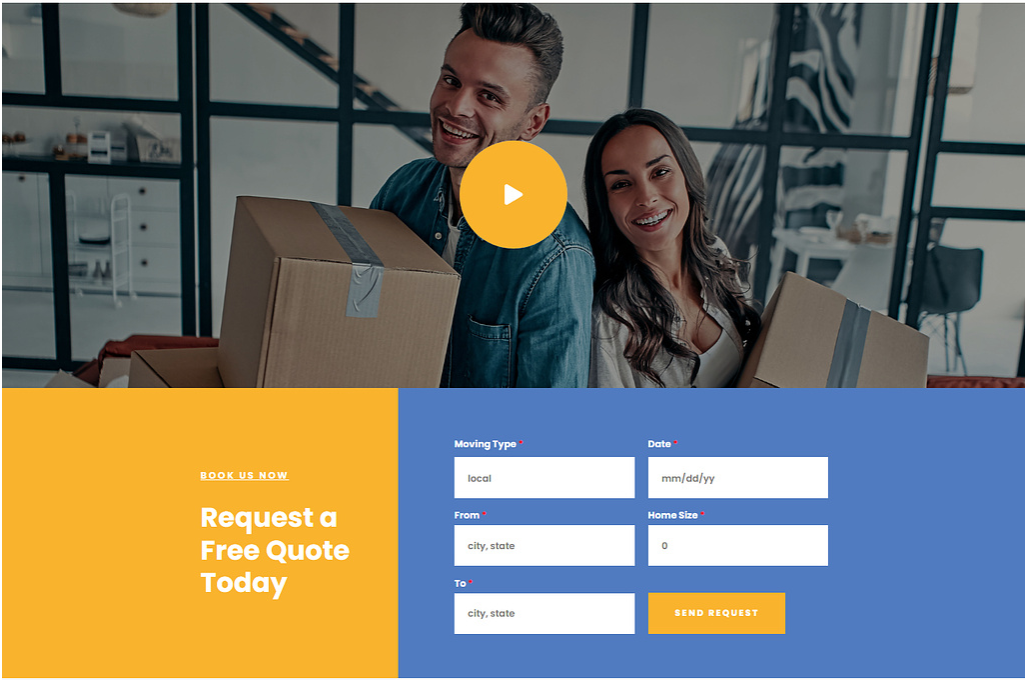 BOOK US NOW
Request a
Free Quote
Today
Moving Type *
local
Date *
mm/dd/yy
From *
city, state
Home Size *
0
To *
city, state
SEND REQUEST